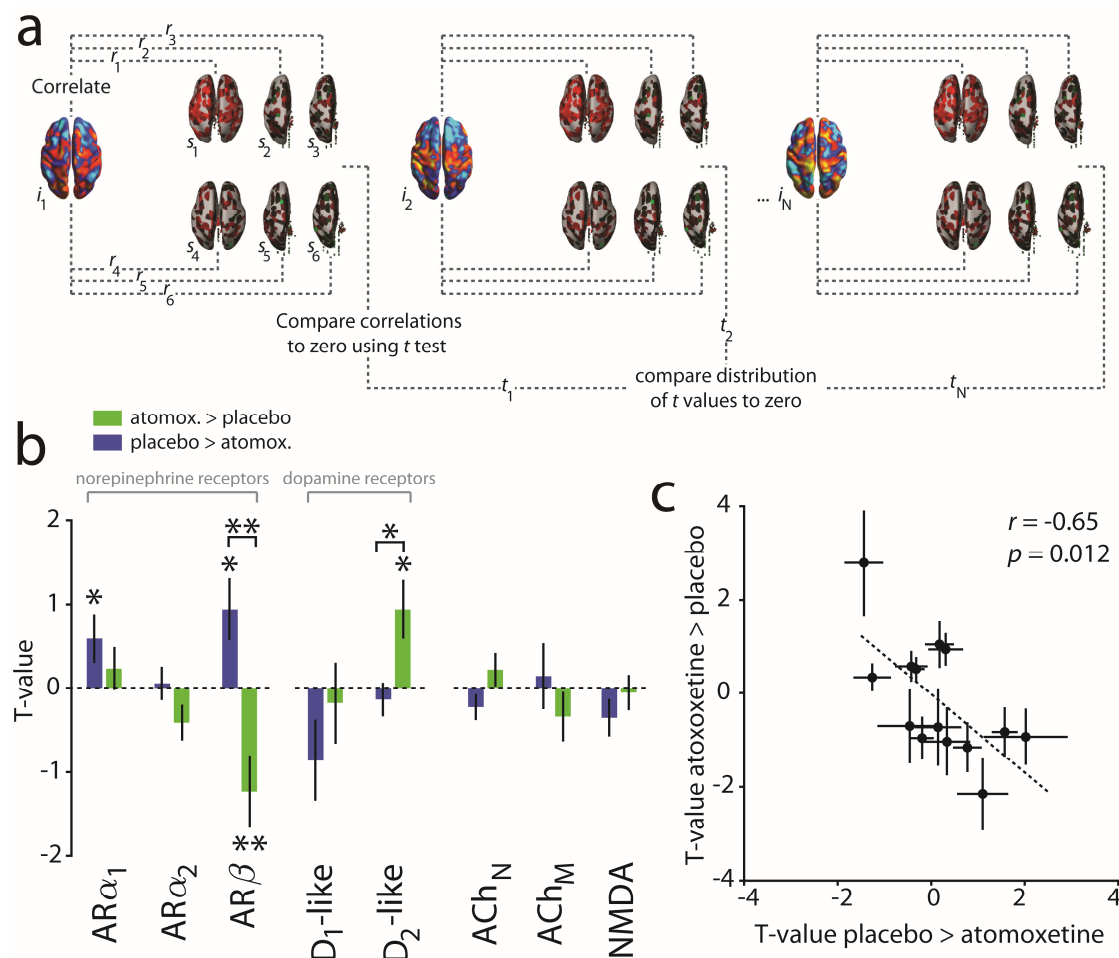 a
r3
r2
r1
Correlate
s1 s2 s3
i1 i2 ... iN
s4 s5 s6
r4
r5
r6
Compare correlations
to zero using t test
t2
compare distribution
of t values to zero
t1
tN
atomox. > placebo
placebo > atomox.
b
norepinephrine receptors
dopamine receptors
2
1
0
-1
-2
T-value
*
*
**
**
*
*
ARα1
ARα2
ARβ
D1-like
D2-like
AChN
AChM
NMDA
c
r = -0.65
p = 0.012
4
2
0
-2
-4
T-value atoxoxetine > placebo
-4 -2 0 2 4
T-value placebo > atomoxetine